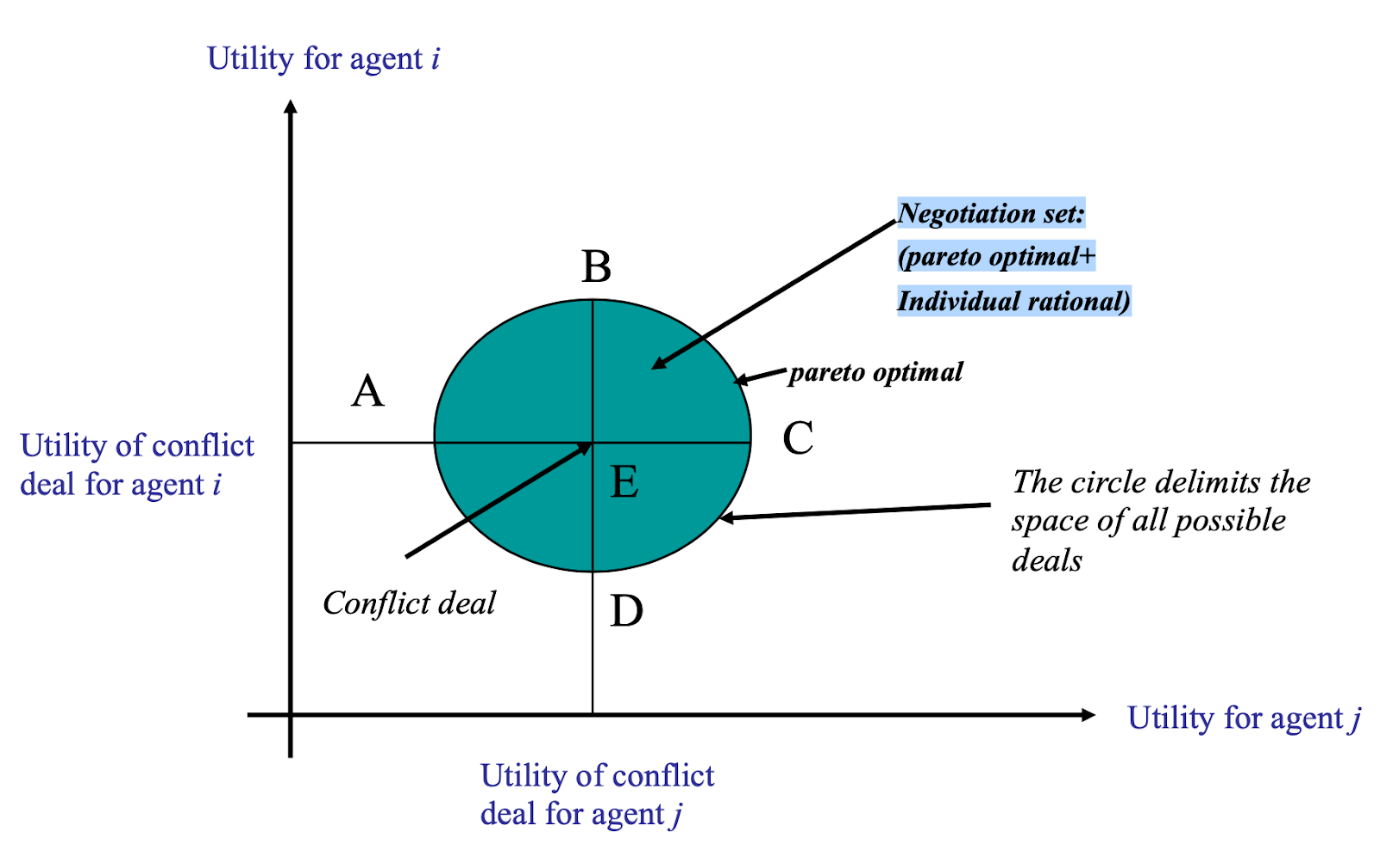 Utility for agent i
Negotiation set:
(pareto optimal+
Individual rational)
B
pareto optimal
A
C
Utility of conflict
deal for agent i
E
The circle delimits the
space of all possible
deals
Conflict deal
D
Utility for agent j
Utility of conflict
deal for agent j